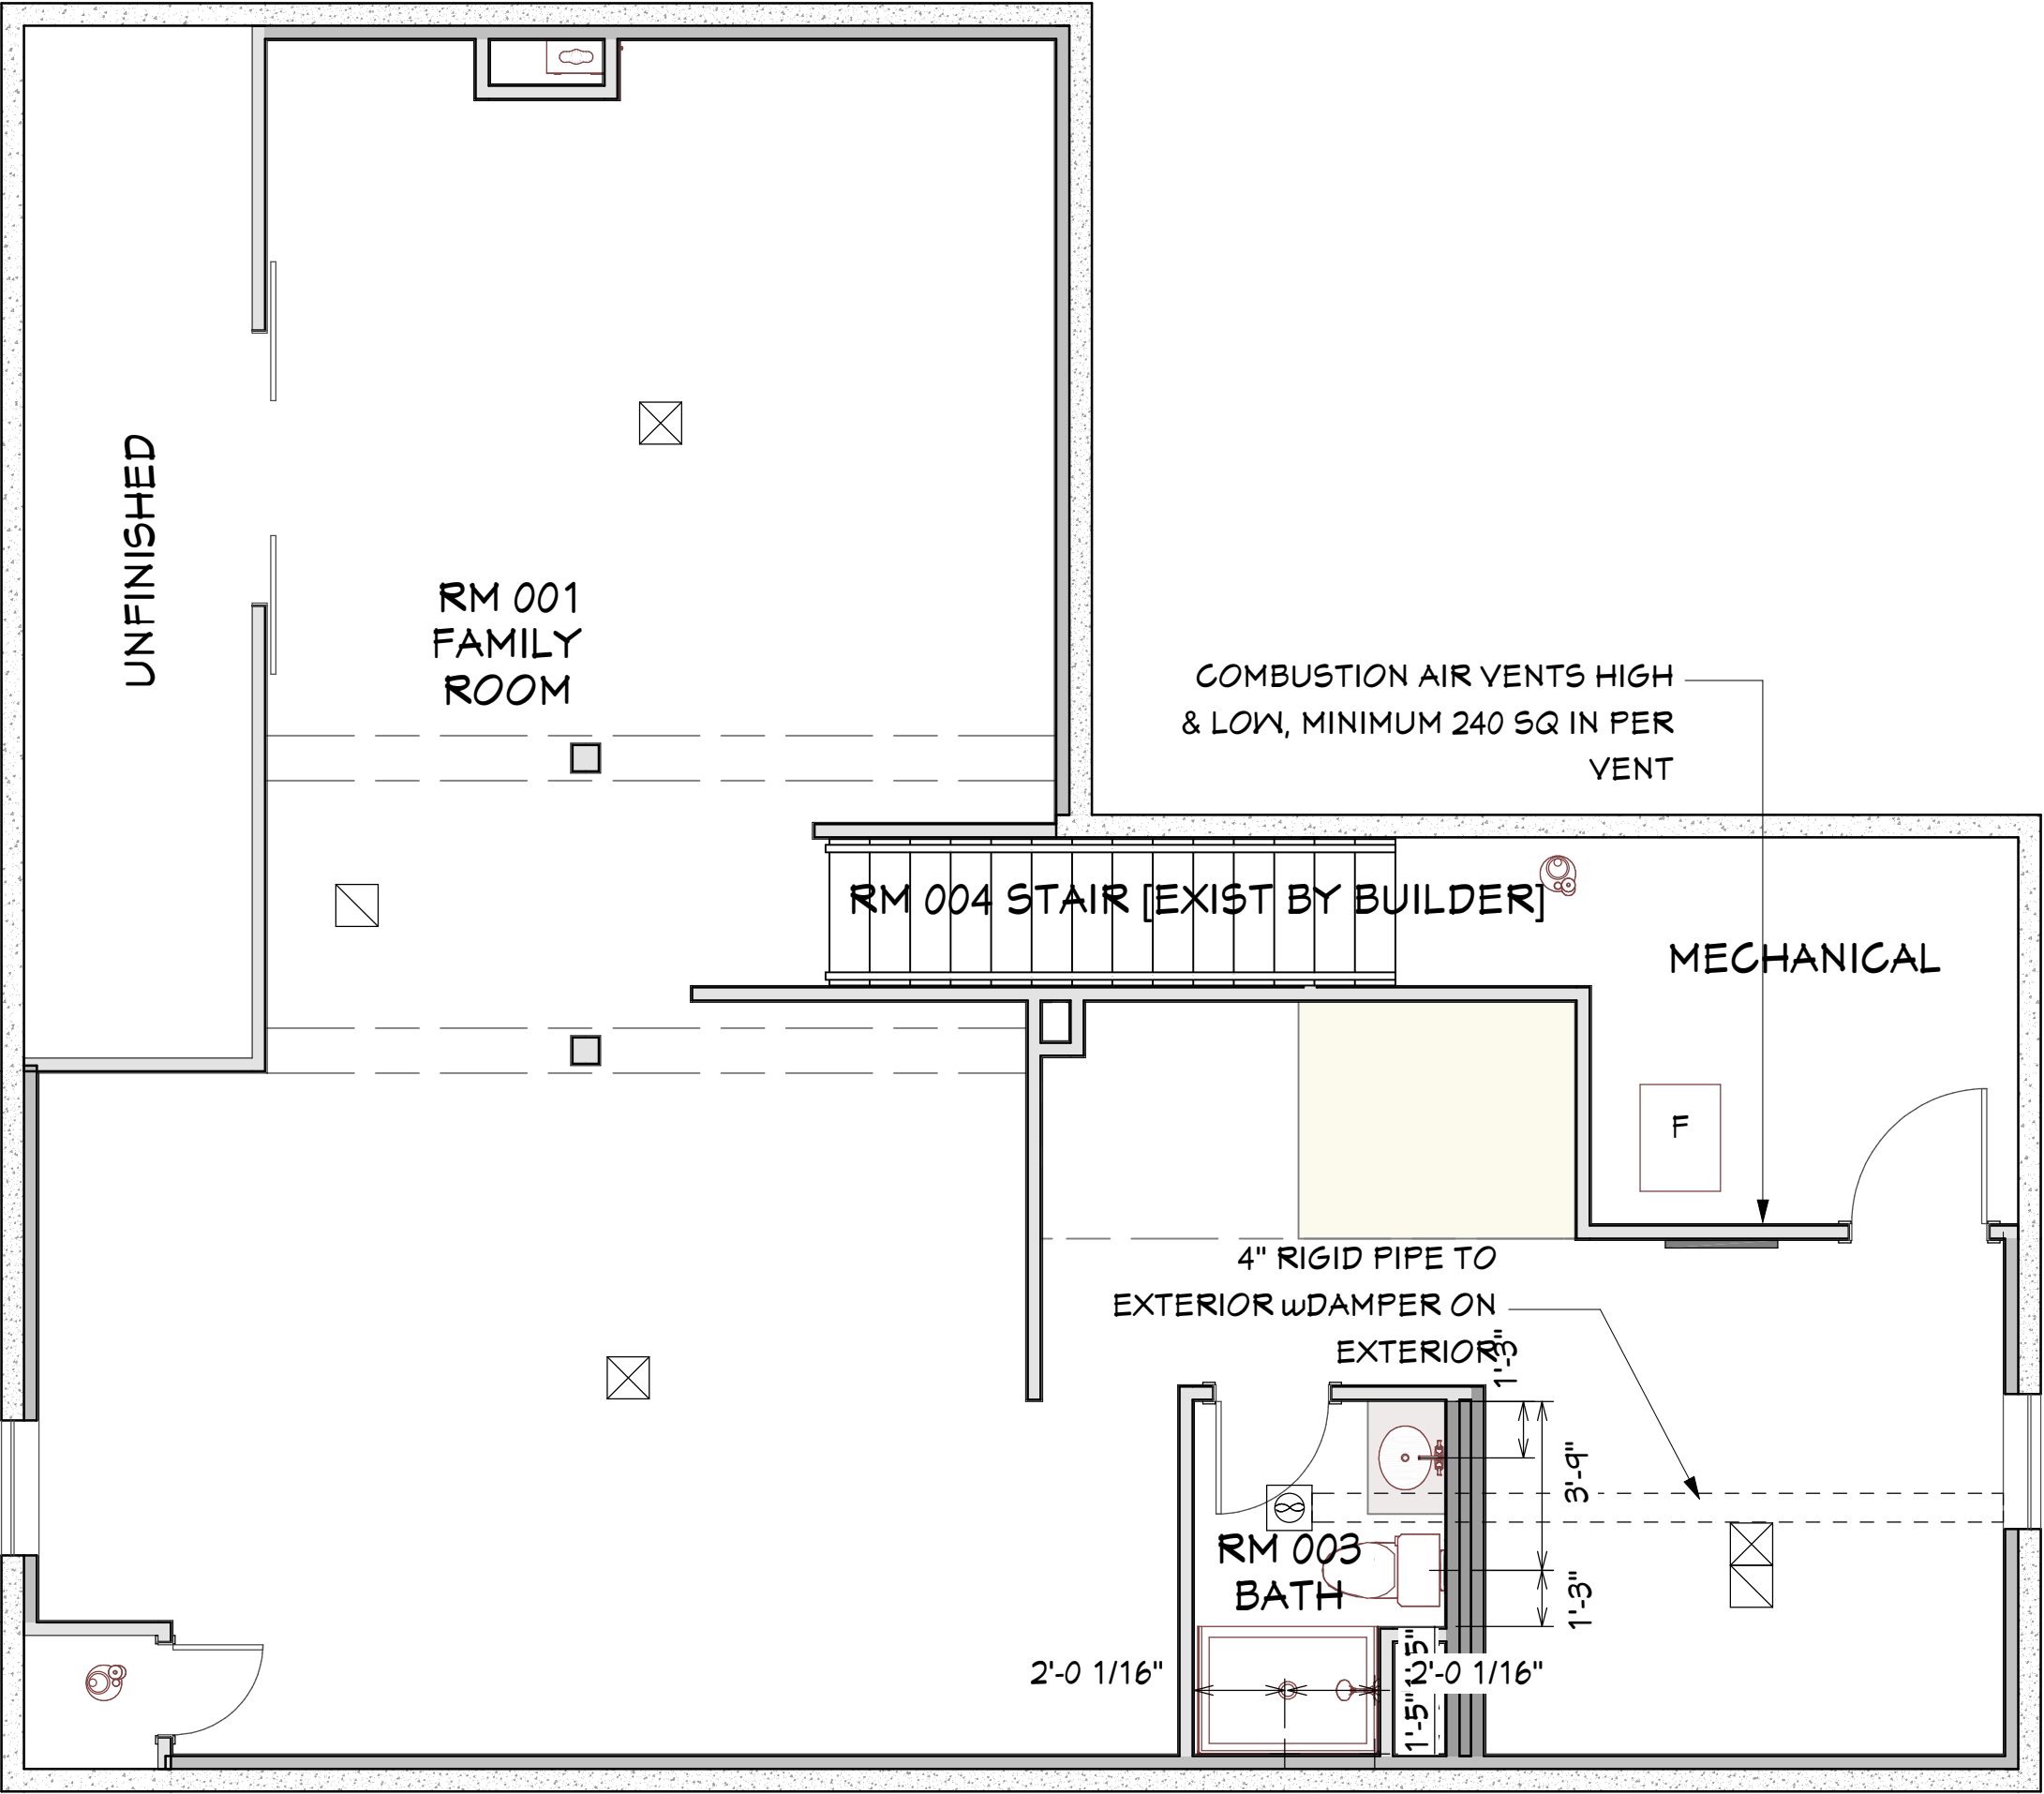 UNFINISHED
RM 001
FAMILY
ROOM
COMBUSTION AIR VENTS HIGH
& LOW, MINIMUM 240 SQ IN PER
VENT
RM 004 STAIR [EXIST BY BUILDER]
MECHANICAL
F
4" RIGID PIPE TO
EXTERIOR wDAMPER ON
EXTERIOR
1'-3"
3'-9"
1'-3"
RM 003
BATH
2'-0 1/16"
2'-0 1/16"
1'-5"
1'-5"